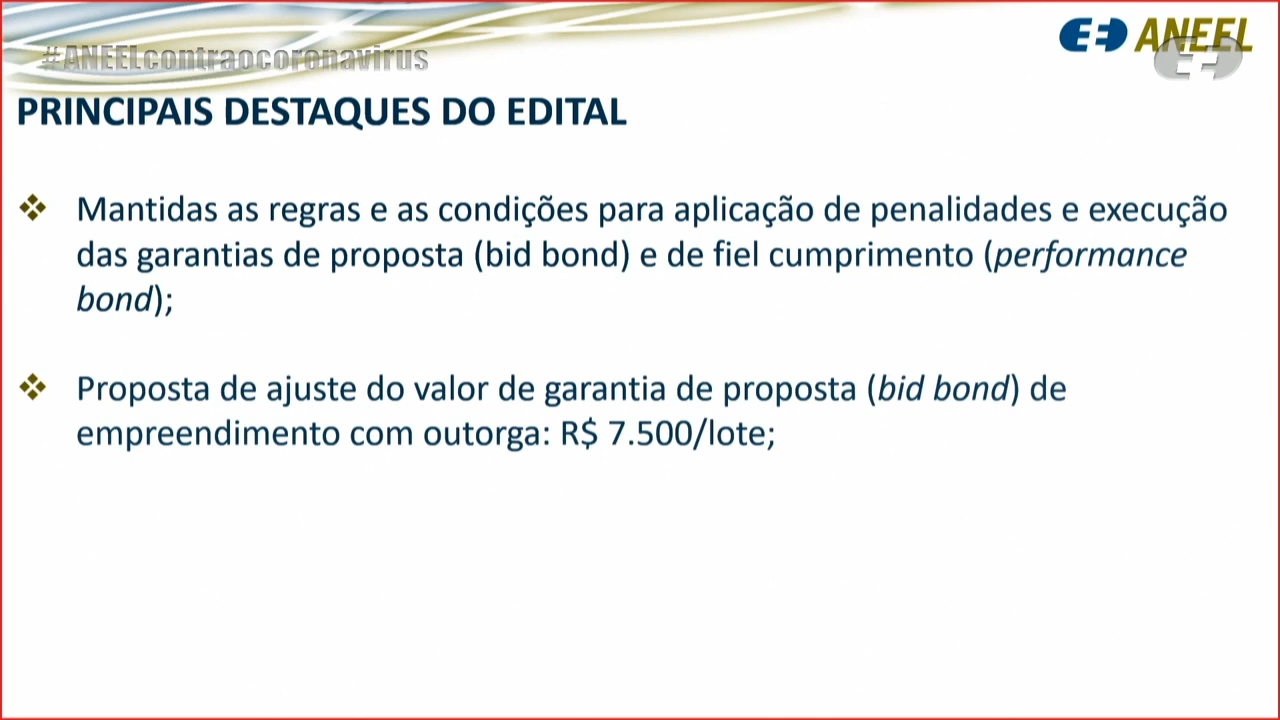 ANEEL
#ANEELcontraocoronavirus
PRINCIPAIS DESTAQUES DO EDITAL
Mantidas as regras e as condições para aplicação de penalidades e execução
das garantias de proposta (bid bond) e de fiel cumprimento (performance
bond);
Proposta de ajuste do valor de garantia de proposta (bid bond) de
empreendimento com outorga: R$ 7.500/lote;